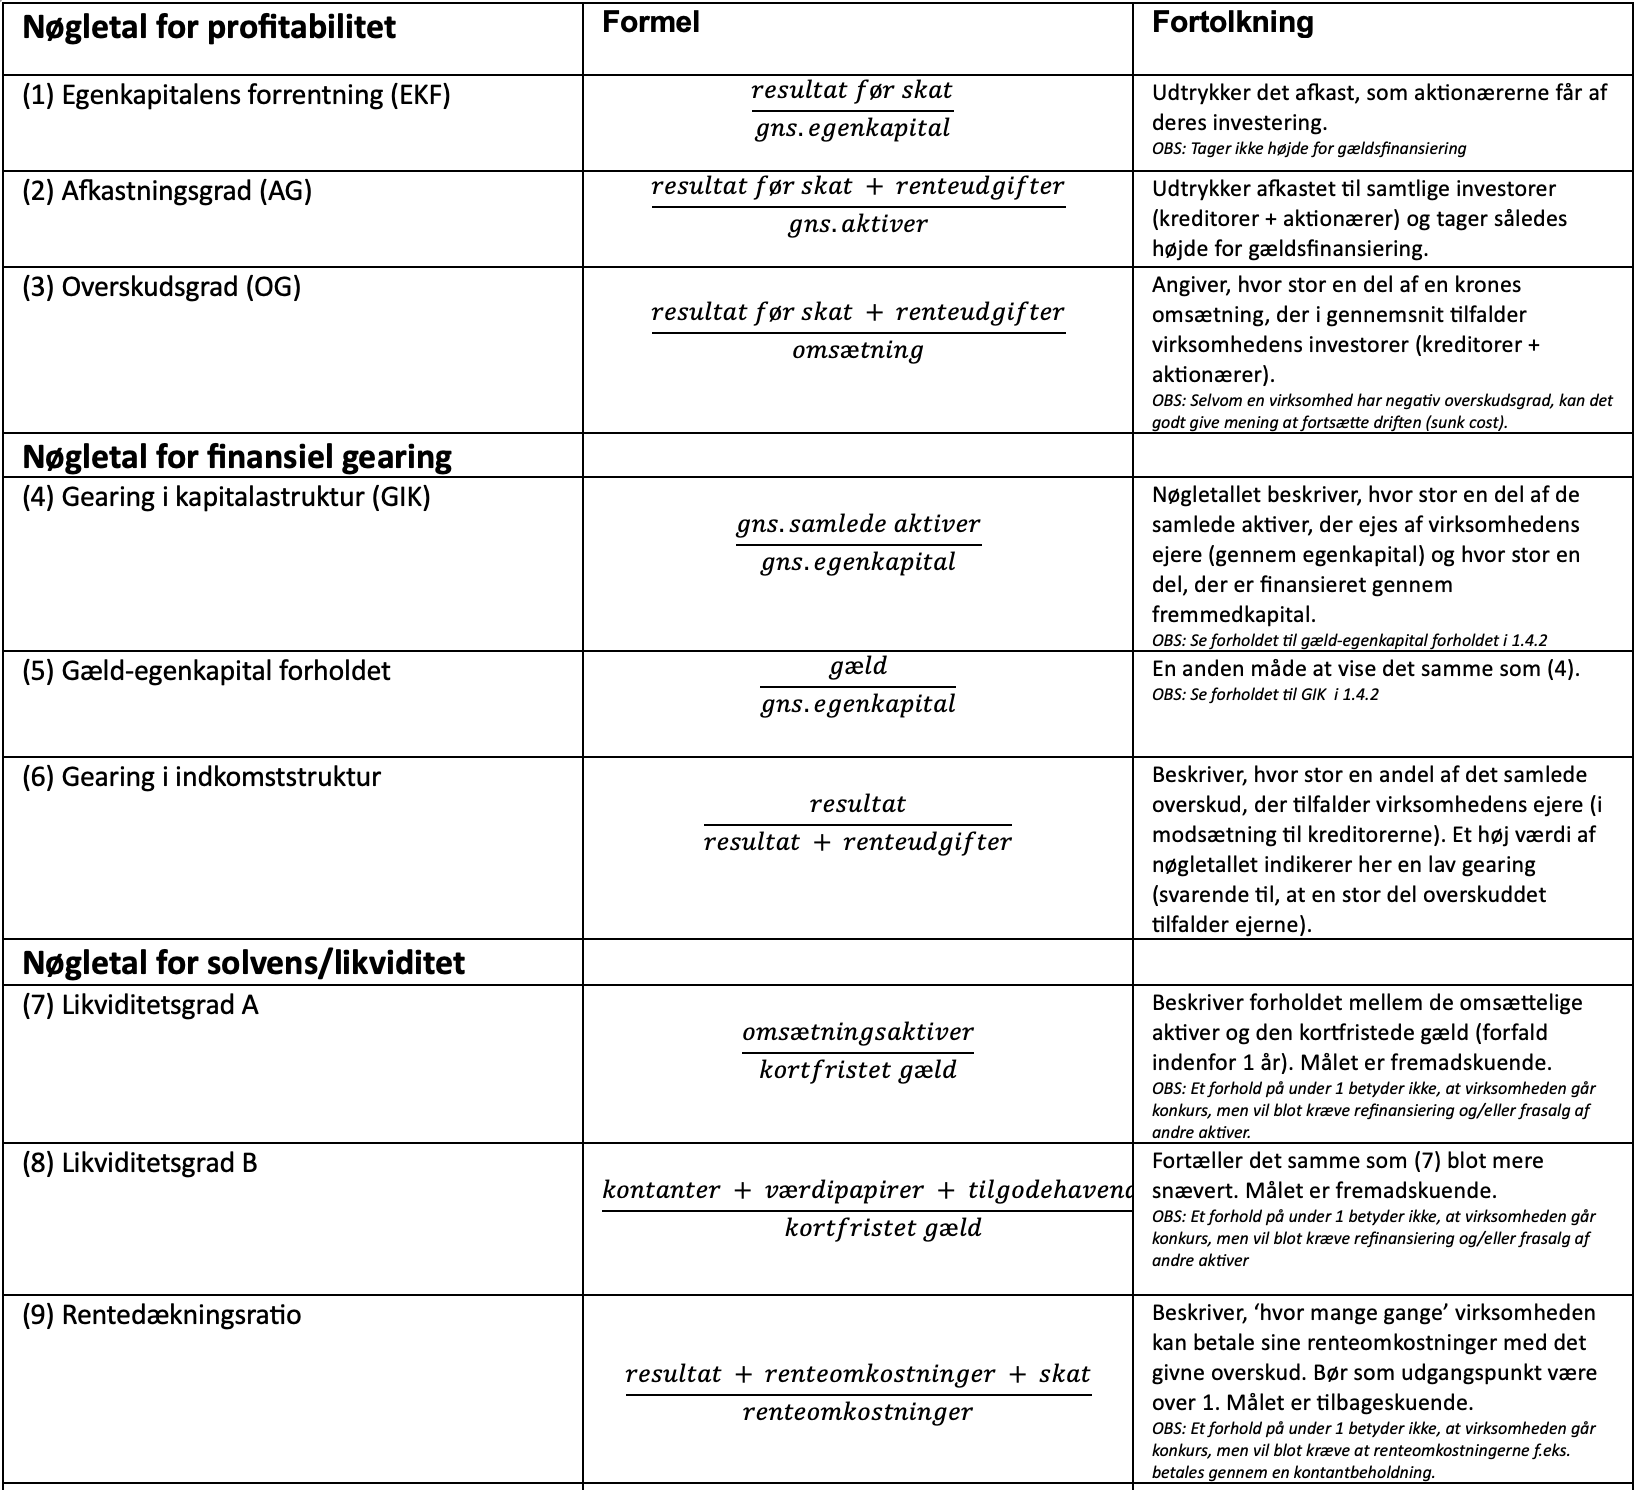 Nøgletal for profitabilitet
Formel
Fortolkning
(1) Egenkapitalens forrentning (EKF)
resultat før skat
gns. egenkapital
Udtrykker det afkast, som aktionærerne får af
deres investering.
OBS: Tager ikke højde for gældsfinansiering
(2) Afkastningsgrad (AG)
resultat før skat + renteudgifter
gns. aktiver
Udtrykker afkastet til samtlige investorer
(kreditorer + aktionærer) og tager således
højde for gældsfinansiering.
(3) Overskudsgrad (OG)
resultat før skat + renteudgifter
omsætning
Angiver, hvor stor en del af en krones
omsætning, der i gennemsnit tilfalder
virksomhedens investorer (kreditorer +
aktionærer).
OBS: Selvom en virksomhed har negativ overskudsgrad, kan det
godt give mening at fortsætte driften (sunk cost).
Nøgletal for finansiel gearing
(4) Gearing i kapitalastruktur (GIK)
gns. samlede aktiver
gns. egenkapital
Nøgletallet beskriver, hvor stor en del af de
samlede aktiver, der ejes af virksomhedens
ejere (gennem egenkapital) og hvor stor en
del, der er finansieret gennem
fremmedkapital.
OBS: Se forholdet til gæld-egenkapital forholdet i 1.4.2
(5) Gæld-egenkapital forholdet
gæld
gns. egenkapital
En anden måde at vise det samme som (4).
OBS: Se forholdet til GIK i 1.4.2
(6) Gearing i indkomststruktur
resultat
resultat + renteudgifter
Beskriver, hvor stor en andel af det samlede
overskud, der tilfalder virksomhedens ejere (i
modsætning til kreditorerne). Et høj værdi af
nøgletallet indikerer her en lav gearing
(svarende til, at en stor del overskuddet
tilfalder ejerne).
Nøgletal for solvens/likviditet
(7) Likviditetsgrad A
omsætningsaktiver
kortfristet gæld
Beskriver forholdet mellem de omsættelige
aktiver og den kortfristede gæld (forfald
indenfor 1 år). Målet er fremadskuende.
OBS: Et forhold på under 1 betyder ikke, at virksomheden går
konkurs, men vil blot kræve refinansiering og/eller frasalg af
andre aktiver.
(8) Likviditetsgrad B
kontanter + værdipapirer + 
kortfristet gæld
Fortæller det samme som (7) blot mere
snævert. Målet er fremadskuende.
OBS: Et forhold på under 1 betyder ikke, at virksomheden går
konkurs, men vil blot kræve refinansiering og/eller frasalg af
andre aktiver
(9) Rentedækningsratio
resultat + renteomkostninger + skat
renteomkostninger
Beskriver, ‘hvor mange gange’ virksomheden
kan betale sine renteomkostninger med det
givne overskud. Bør som udgangspunkt være
over 1. Målet er tilbageskuende.
OBS: Et forhold på under 1 betyder ikke, at virksomheden går
konkurs, men vil blot kræve at renteomkostningerne f.eks.
betales gennem en kontantbeholdning.